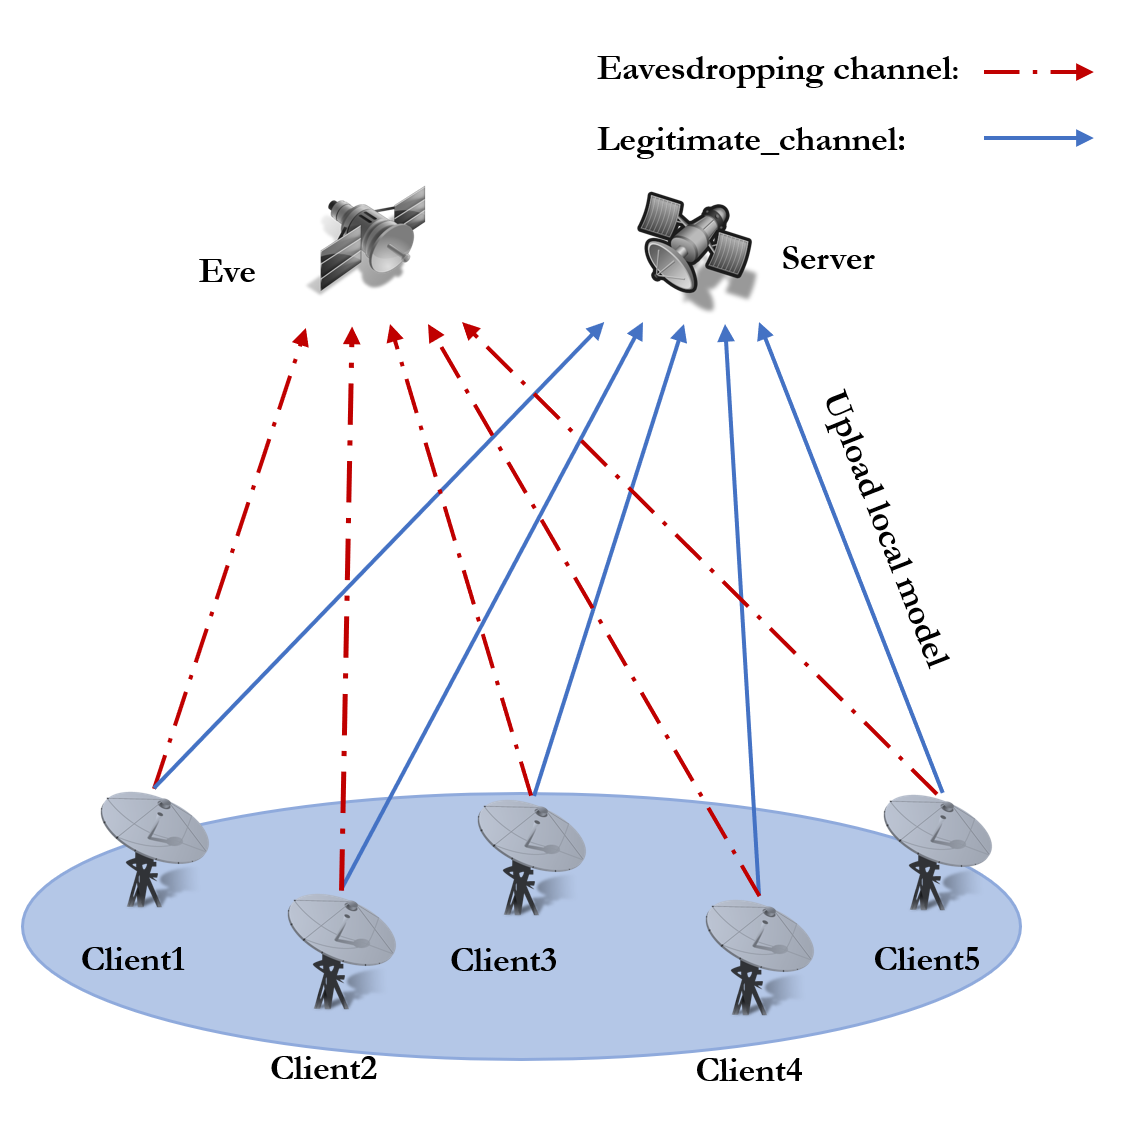 Eavesdropping channel:
Legitimate_channel:
Eve
Server
Upload local model
Client1
Client3
Client5
Client2
Client4